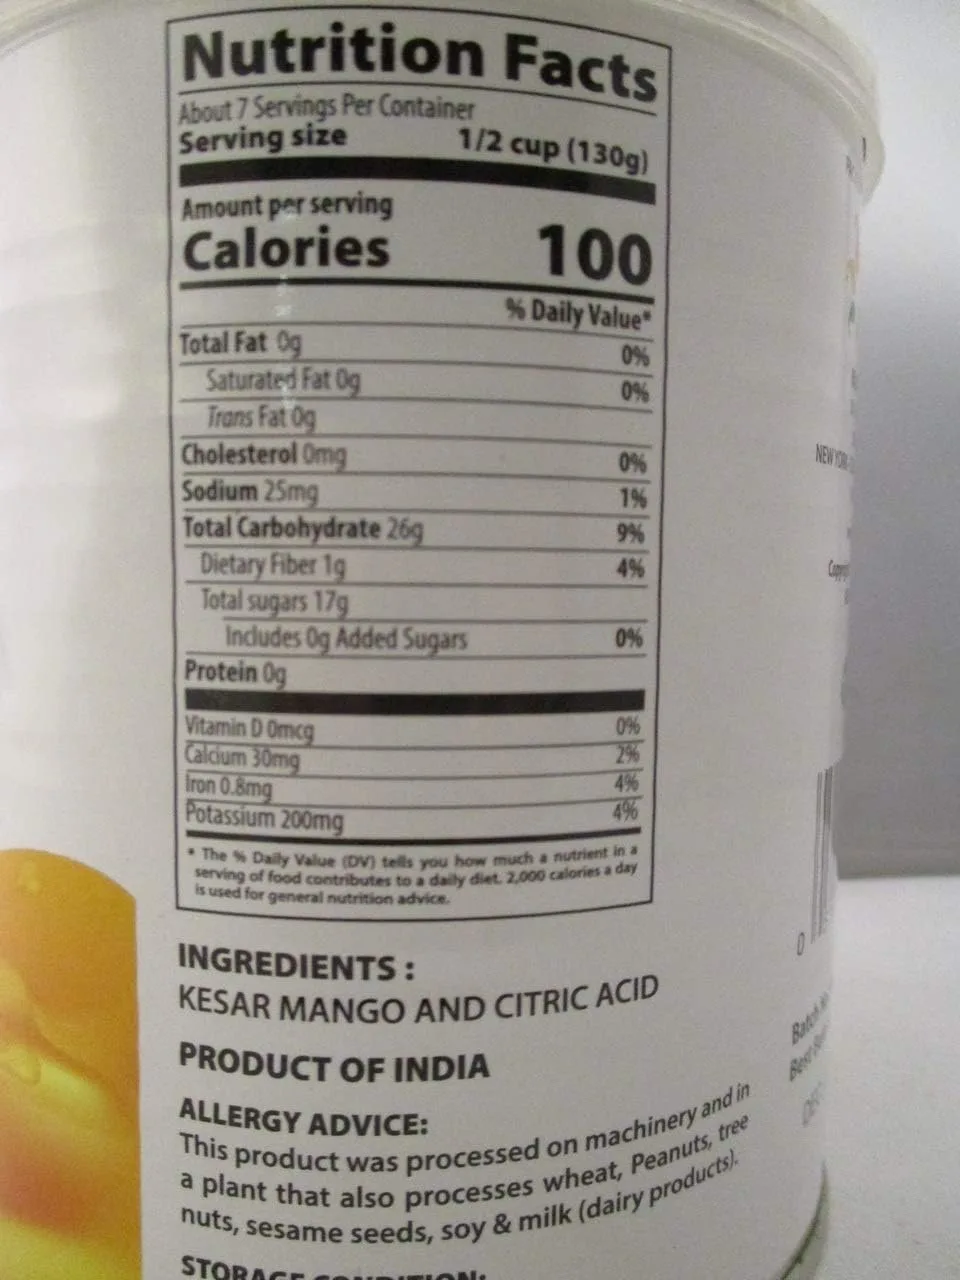 Nutrition Facts
About 7 Servings Per Container
Serving size 1/2 cup (130g)
Amount per serving
Calories 100
% Daily Value*
Total Fat 0g 0%
Saturated Fat 0g 0%
Trans Fat 0g
Cholesterol 0mg 0%
Sodium 25mg 1%
Total Carbohydrate 26g 9%
Dietary Fiber 1g 4%
Total sugars 17g
Includes 0g Added Sugars 0%
Protein 0g
Vitamin D 0mcg 0%
Calcium 30mg 2%
Iron 0.8mg 4%
Potassium 200mg 4%
* The % Daily Value (DV) tells you how much a nutrient in a
serving of food contributes to a daily diet. 2,000 calories a day
is used for general nutrition advice.
INGREDIENTS :
KESAR MANGO AND CITRIC ACID
PRODUCT OF INDIA
ALLERGY ADVICE:
This product was processed on machinery and in
a plant that also processes wheat, Peanuts, tree
nuts, sesame seeds, soy & milk (dairy products).
STORAGE CONDITION:
NEW YORK
0
Batch
Best